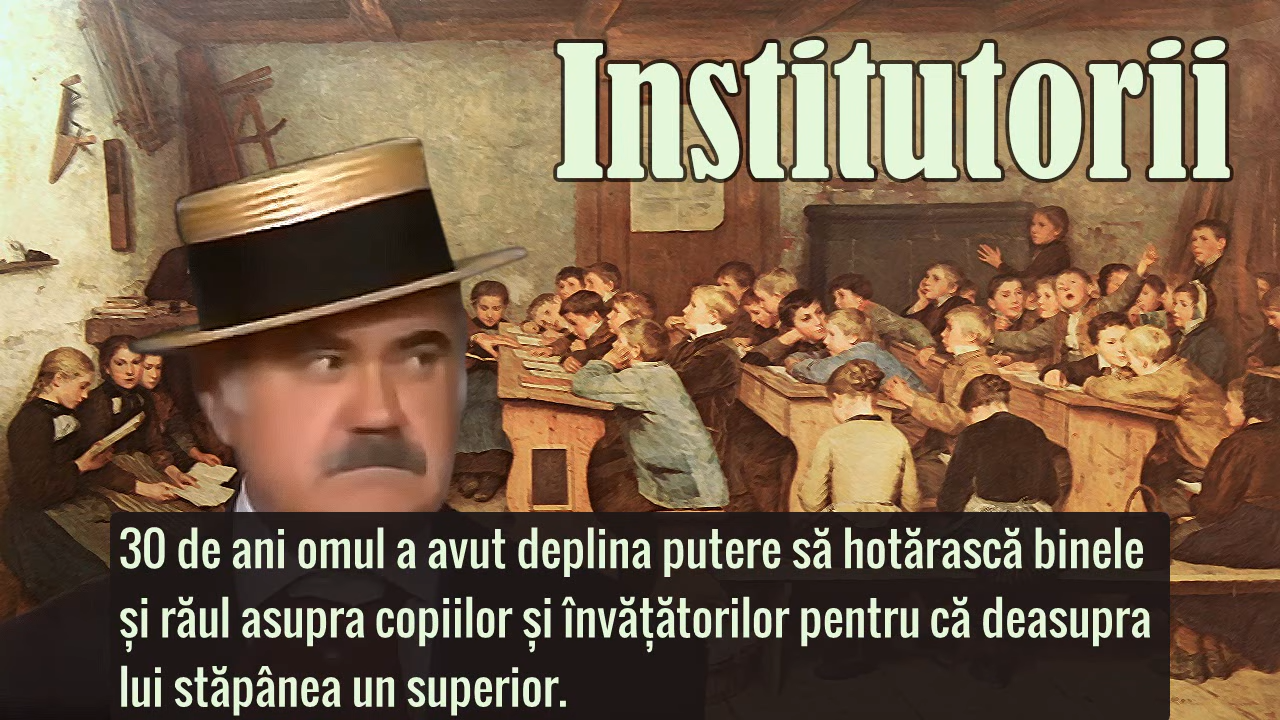 Institutorii
30 de ani omul a avut deplina putere să hotărască binele
și răul asupra copiilor și învățătorilor pentru că deasupra
lui stăpânea un superior.